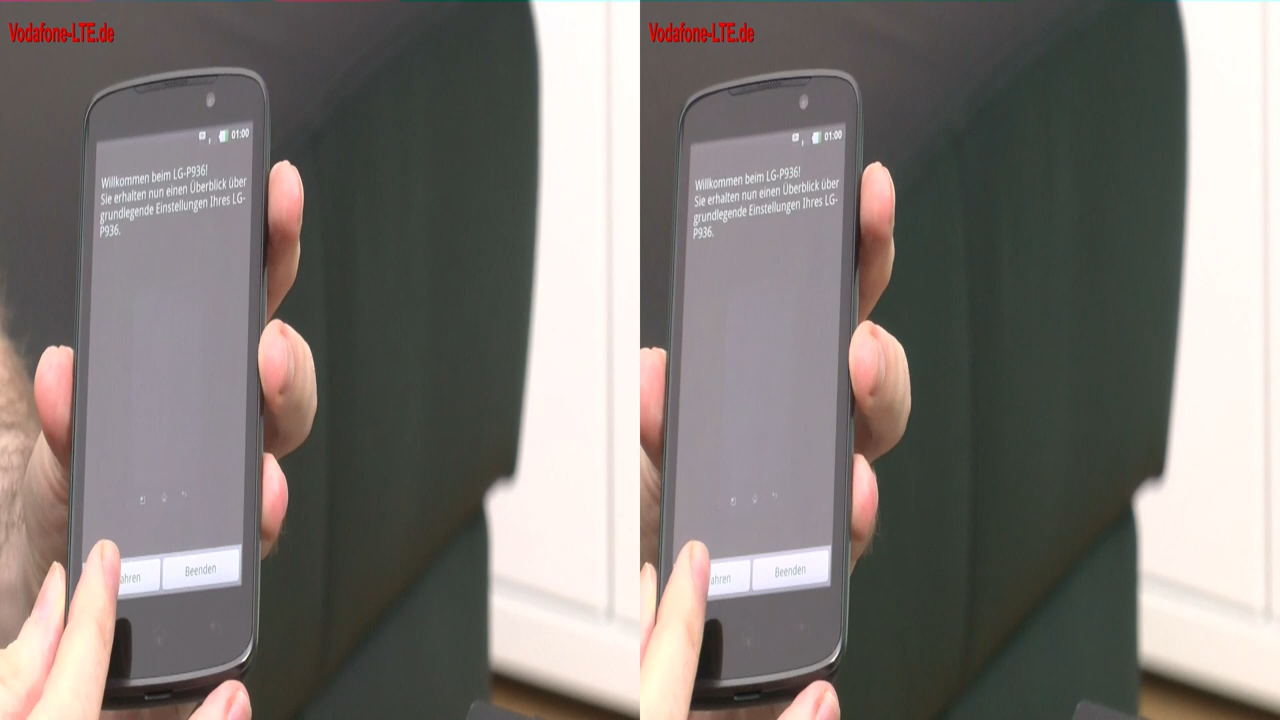 Vodafone-LTE.de
01:00
Willkommen beim LG-P936!
Sie erhalten nun einen Überblick über
grundlegende Einstellungen Ihres LG-
P936.
ahren
Beenden
Vodafone-LTE.de
01:00
Willkommen beim LG-P936!
Sie erhalten nun einen Überblick über
grundlegende Einstellungen Ihres LG-
P936.
ahren
Beenden